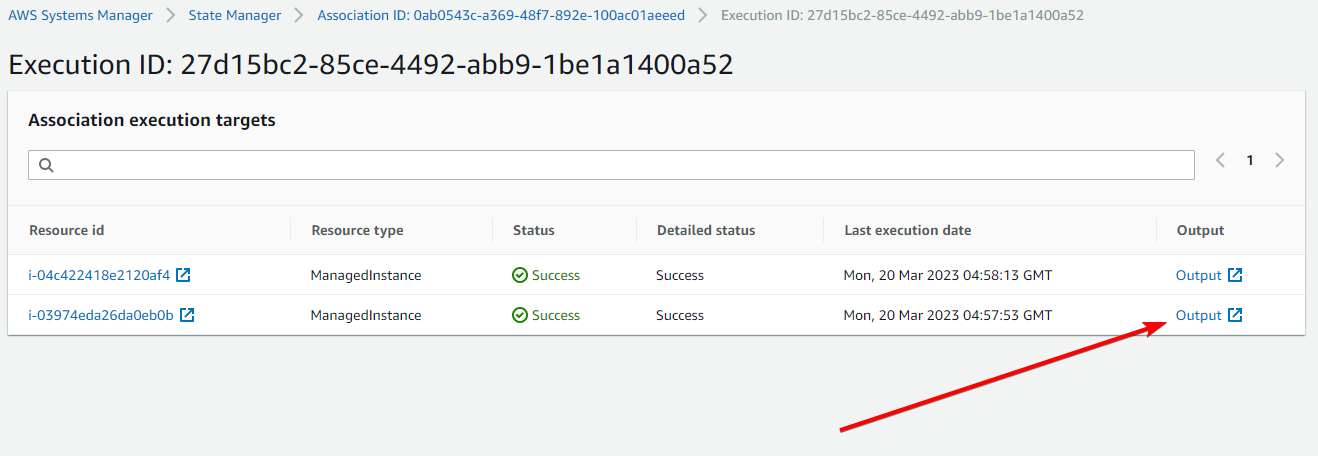 AWS Systems Manager > State Manager > Association ID: 0ab0543c-a369-48f7-892e-100ac01aeeed > Execution ID: 27d15bc2-85ce-4492-abb9-1be1a1400a52
Execution ID: 27d15bc2-85ce-4492-abb9-1be1a1400a52
Association execution targets
< 1 >
Resource id Resource type Status Detailed status Last execution date Output
i-04c422418e2120af4 ManagedInstance Success Success Mon, 20 Mar 2023 04:58:13 GMT Output
i-03974eda26da0eb0b ManagedInstance Success Success Mon, 20 Mar 2023 04:57:53 GMT Output